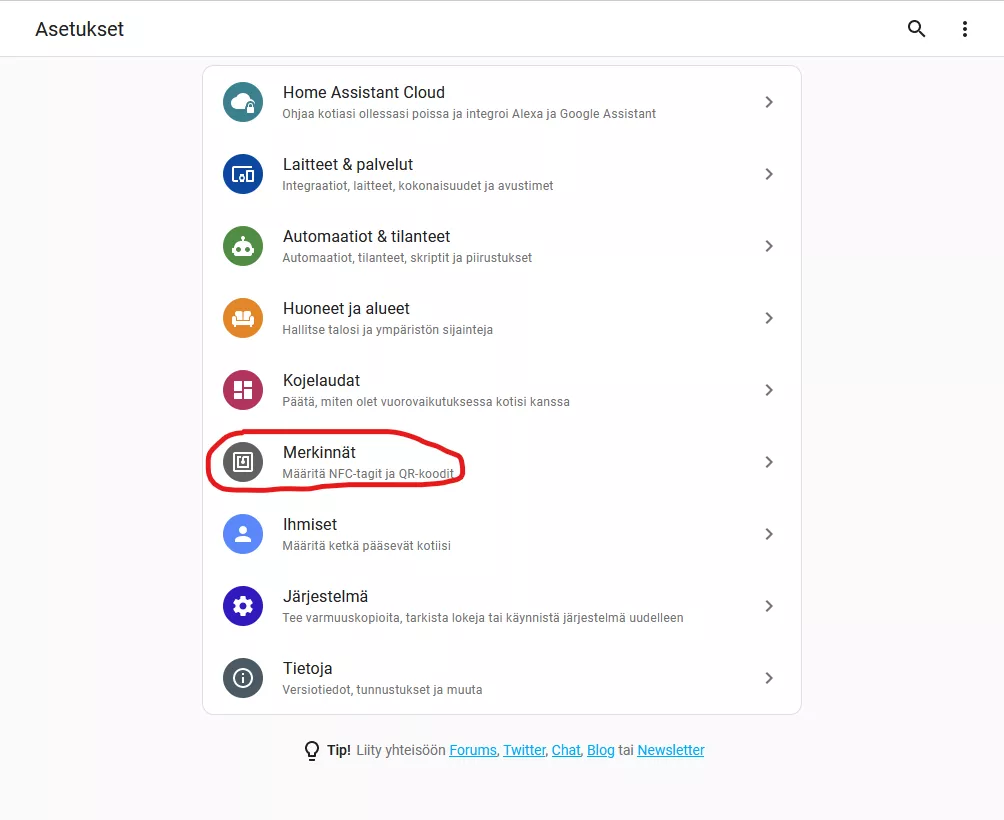 Asetukset
Home Assistant Cloud
Ohjaa kotiasi ollessasi poissa ja integroi Alexa ja Google Assistant
Laitteet & palvelut
Integraatiot, laitteet, kokonaisuudet ja avustimet
Automaatiot & tilanteet
Automaatiot, tilanteet, skriptit ja piirustukset
Huoneet ja alueet
Hallitse talosi ja ympäristön sijainteja
Kojelaudat
Päätä, miten olet vuorovaikutuksessa kotisi kanssa
Merkinnät
Määritä NFC-tagit ja QR-koodit
Ihmiset
Määritä ketkä pääsevät kotiisi
Järjestelmä
Tee varmuuskopioita, tarkista lokeja tai käynnistä järjestelmä uudelleen
Tietoja
Versiotiedot, tunnustukset ja muuta
Tip! Liity yhteisöön Forums, Twitter, Chat, Blog tai Newsletter